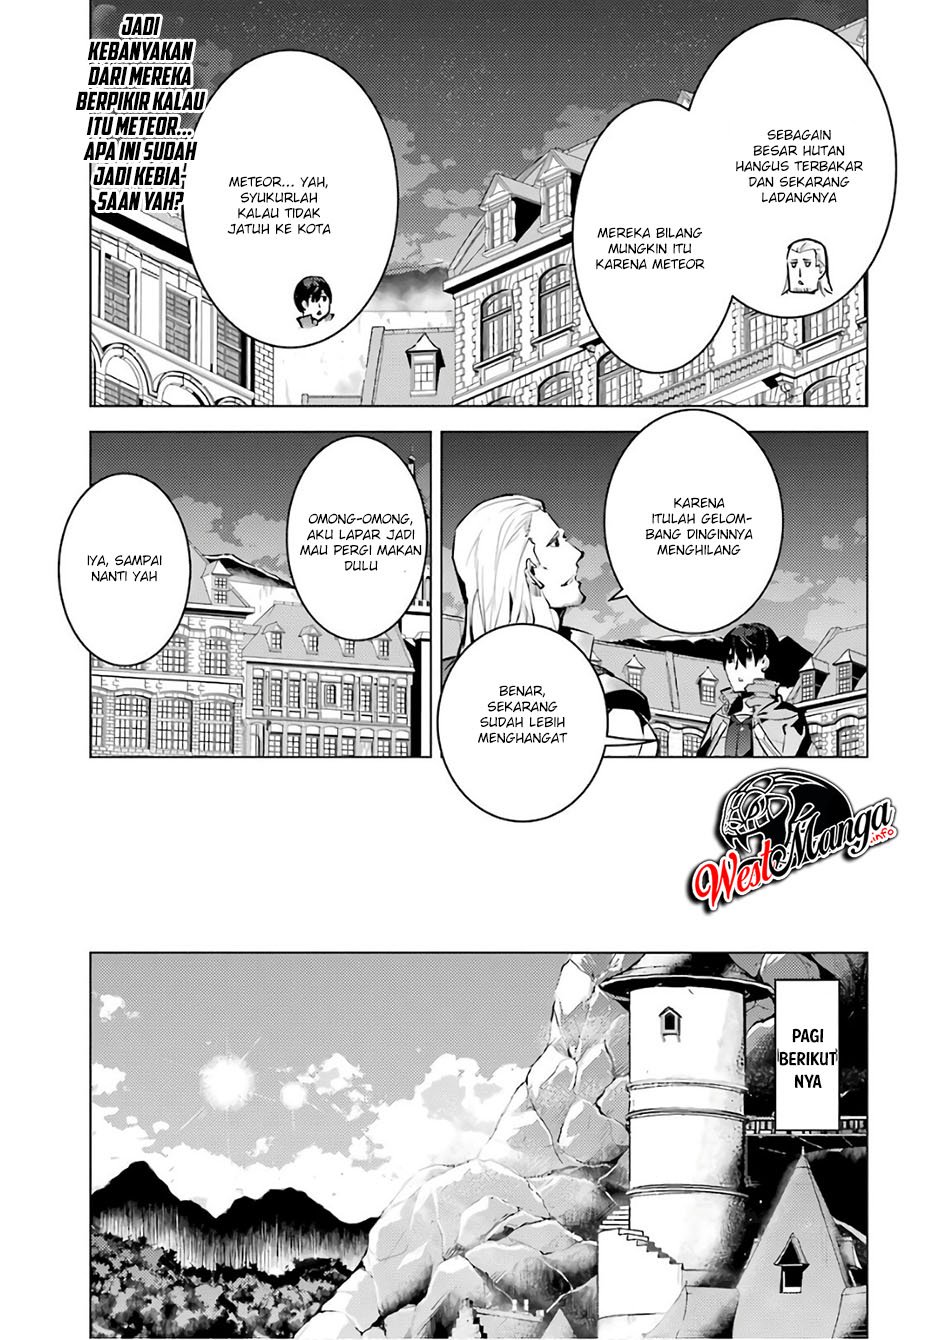 SEBAGAIN
BESAR HUTAN
HANGUS TERBAKAR
DAN SEKARANG
LADANGNYA
MEREKA BILANG
MUNGKIN ITU
KARENA METEOR
METEOR... YAH,
SYUKURLAH
KALAU TIDAK
JATUH KE KOTA
JADI
KEBANYAKAN
DARI MEREKA
BERPIKIR KALAU
ITU METEOR...
APA INI SUDAH
JADI KEBIA-
SAAN YAH?
KARENA
ITULAH GELOM-
BANG DINGINNYA
MENGHILANG
BENAR,
SEKARANG
SUDAH LEBIH
MENGHANGAT
OMONG-OMONG,
AKU LAPAR JADI
MAU PERGI MAKAN
DULU
IYA, SAMPAI
NANTI YAH
WestManga
.info
PAGI
BERIKUT
NYA